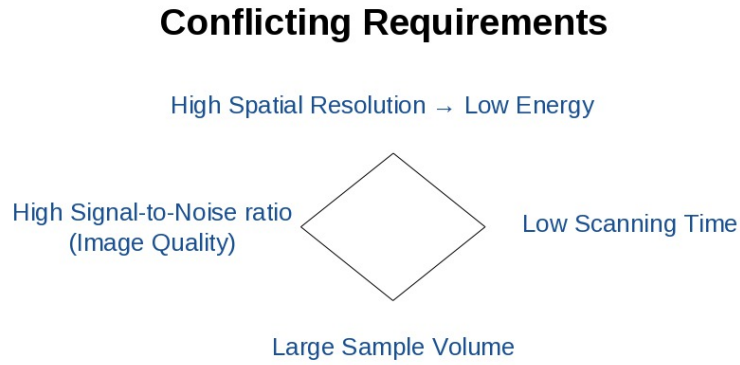 Conflicting Requirements
High Spatial Resolution → Low Energy
High Signal-to-Noise ratio
(Image Quality)
Low Scanning Time
Large Sample Volume